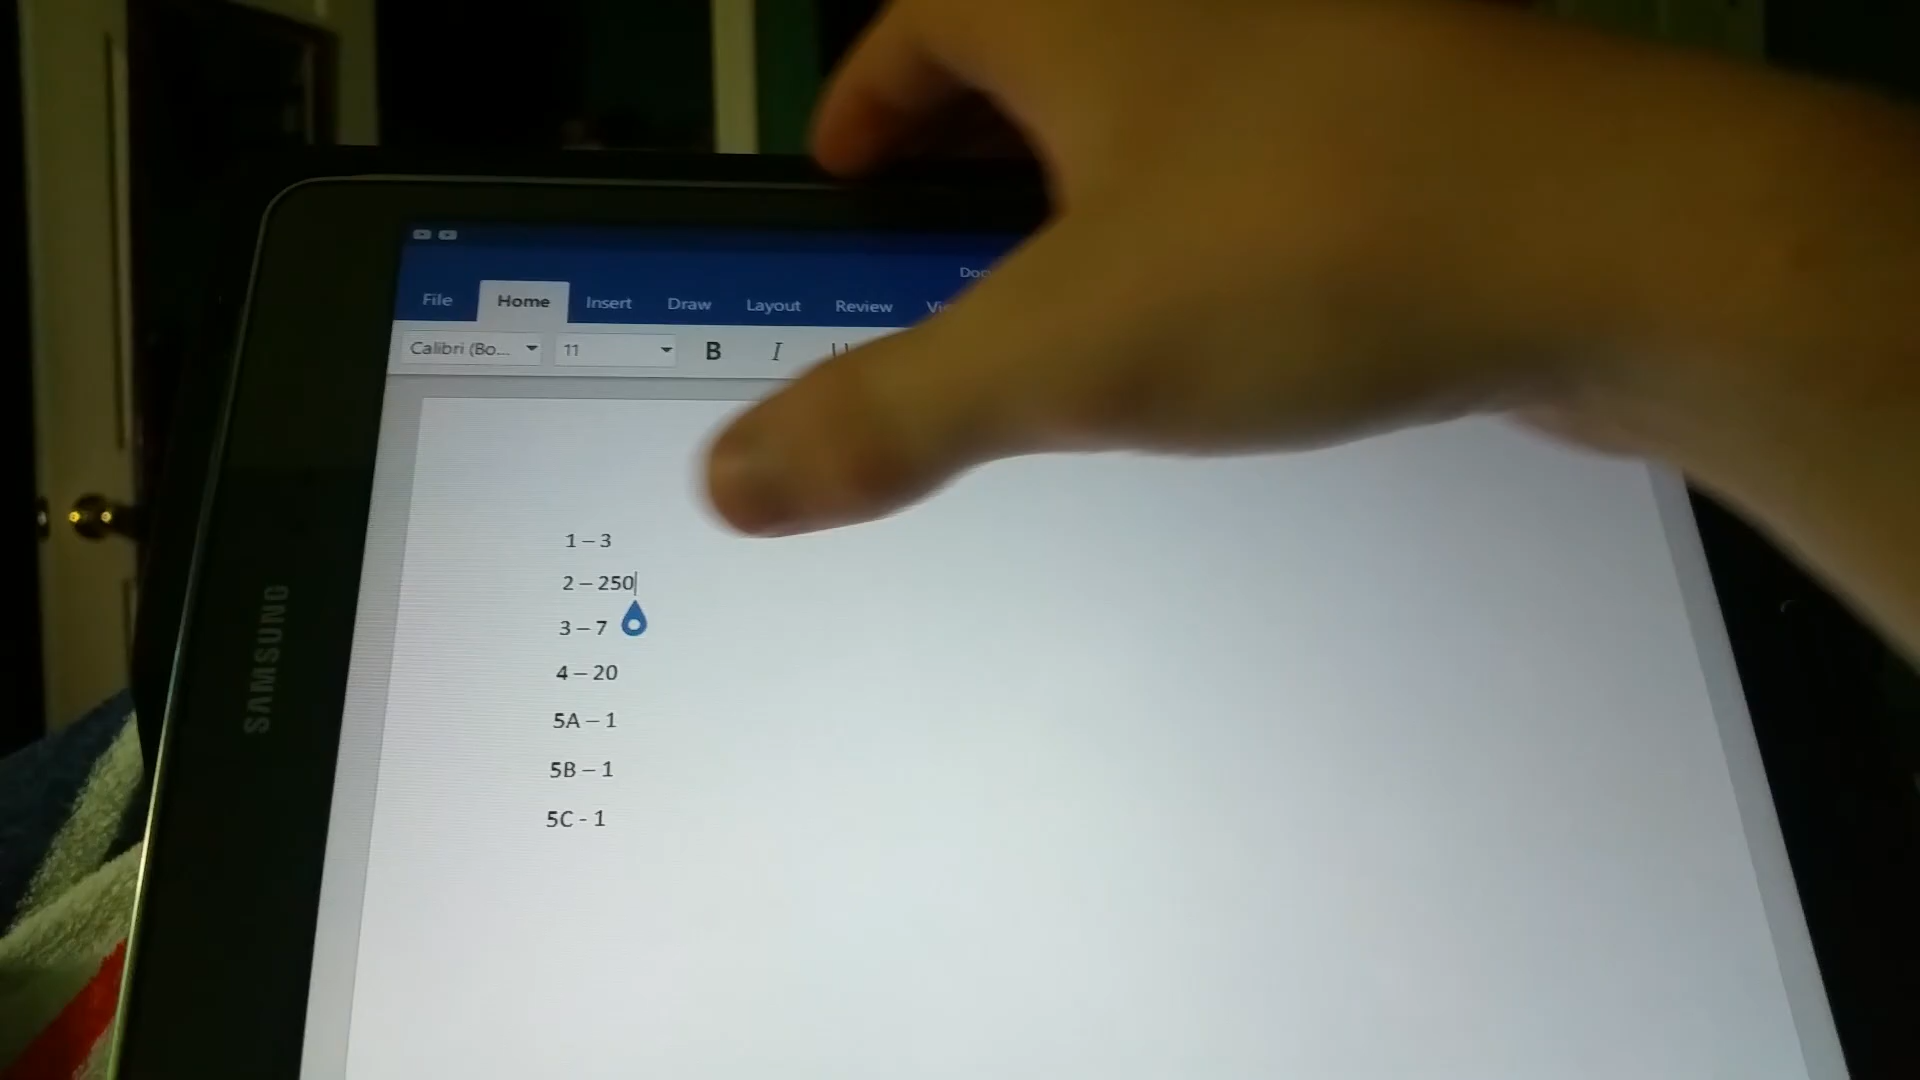 Doc
File Home Insert Draw Layout Review
Calibri (Bo... 11 B I U
1 – 3
2 – 250
3 – 7
4 – 20
5A – 1
5B – 1
5C - 1
SAMSUNG